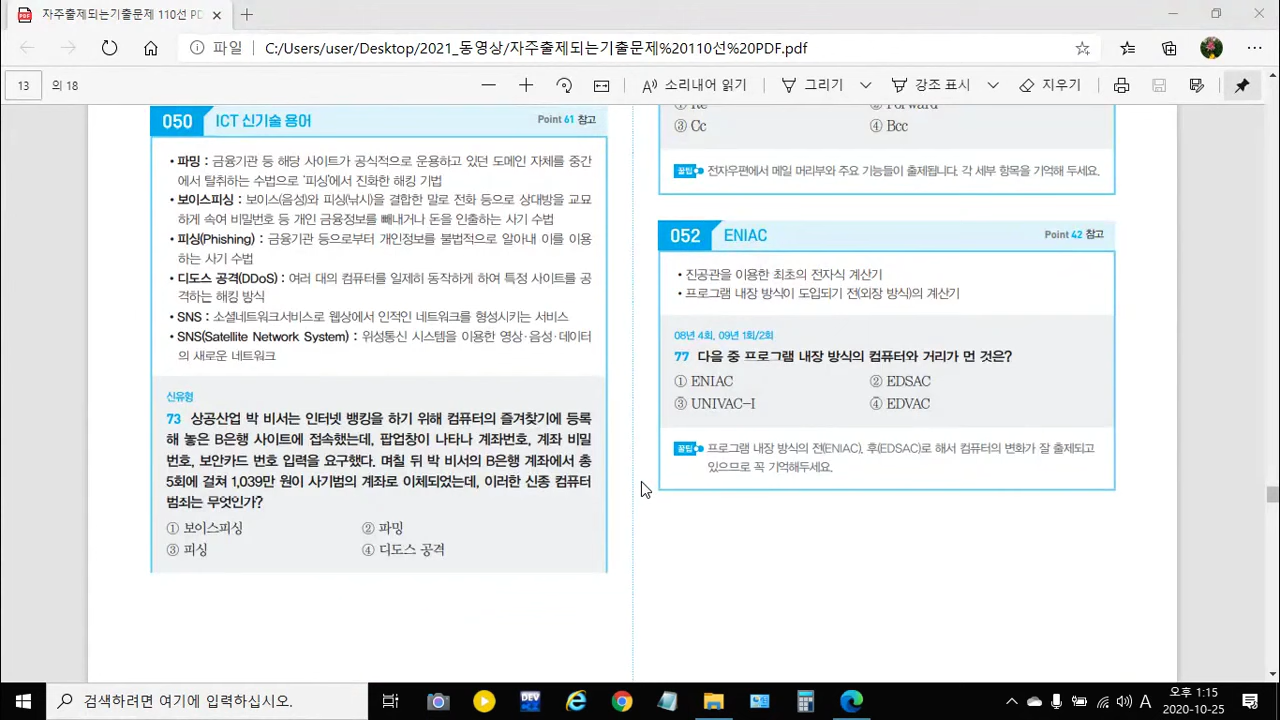 자주출제되는기출문제 110선 PD
파일
C:/Users/user/Desktop/2021_동영상/자주출제되는기출문제%20110선%20PDF.pdf
13 의 18
소리내어 읽기
그리기
강조 표시
지우기
050 ICT 신기술 용어 Point 61 참고
• 파밍 : 금융기관 등 해당 사이트가 공식적으로 운용하고 있던 도메인 자체를 중간
에서 탈취하는 수법으로 '피싱'에서 진화한 해킹 기법
• 보이스피싱 : 보이스(음성)와 피싱(낚시)을 결합한 말로 전화 등으로 상대방을 교묘
하게 속여 비밀번호 등 개인 금융정보를 빼내거나 돈을 인출하는 사기 수법
• 피싱(Phishing) : 금융기관 등으로부터 개인정보를 불법적으로 알아내 이를 이용
하는 사기 수법
• 디도스 공격(DDoS) : 여러 대의 컴퓨터를 일제히 동작하게 하여 특정 사이트를 공
격하는 해킹 방식
• SNS : 소셜네트워크서비스로 웹상에서 인적인 네트워크를 형성시키는 서비스
• SNS(Satellite Network System) : 위성통신 시스템을 이용한 영상·음성·데이터
의 새로운 네트워크
신유형
73 상공산업 박 비서는 인터넷 뱅킹을 하기 위해 컴퓨터의 즐겨찾기에 등록
해 놓은 B은행 사이트에 접속했는데, 팝업창이 나타나 계좌번호, 계좌 비밀
번호, 보안카드 번호 입력을 요구했다. 며칠 뒤 박 비서의 B은행 계좌에서 총
5회에 걸쳐 1,039만 원이 사기범의 계좌로 이체되었는데, 이러한 신종 컴퓨터
범죄는 무엇인가?
① 보이스피싱 ② 파밍
③ 피싱 ④ 디도스 공격
③ Cc ④ Bcc
꿀팁 전자우편에서 메일 머리부와 주요 기능들이 출제됩니다. 각 세부 항목을 기억해 두세요.
052 ENIAC Point 42 참고
• 진공관을 이용한 최초의 전자식 계산기
• 프로그램 내장 방식이 도입되기 전(외장 방식)의 계산기
08년 4회, 09년 1회/2회
77 다음 중 프로그램 내장 방식의 컴퓨터와 거리가 먼 것은?
① ENIAC ② EDSAC
③ UNIVAC-I ④ EDVAC
꿀팁 프로그램 내장 방식의 전(ENIAC), 후(EDSAC)로 해서 컴퓨터의 변화가 잘 출제되고
있으므로 꼭 기억해두세요.
검색하려면 여기에 입력하십시오.
DEV
A
오후 1:15
2020-10-25